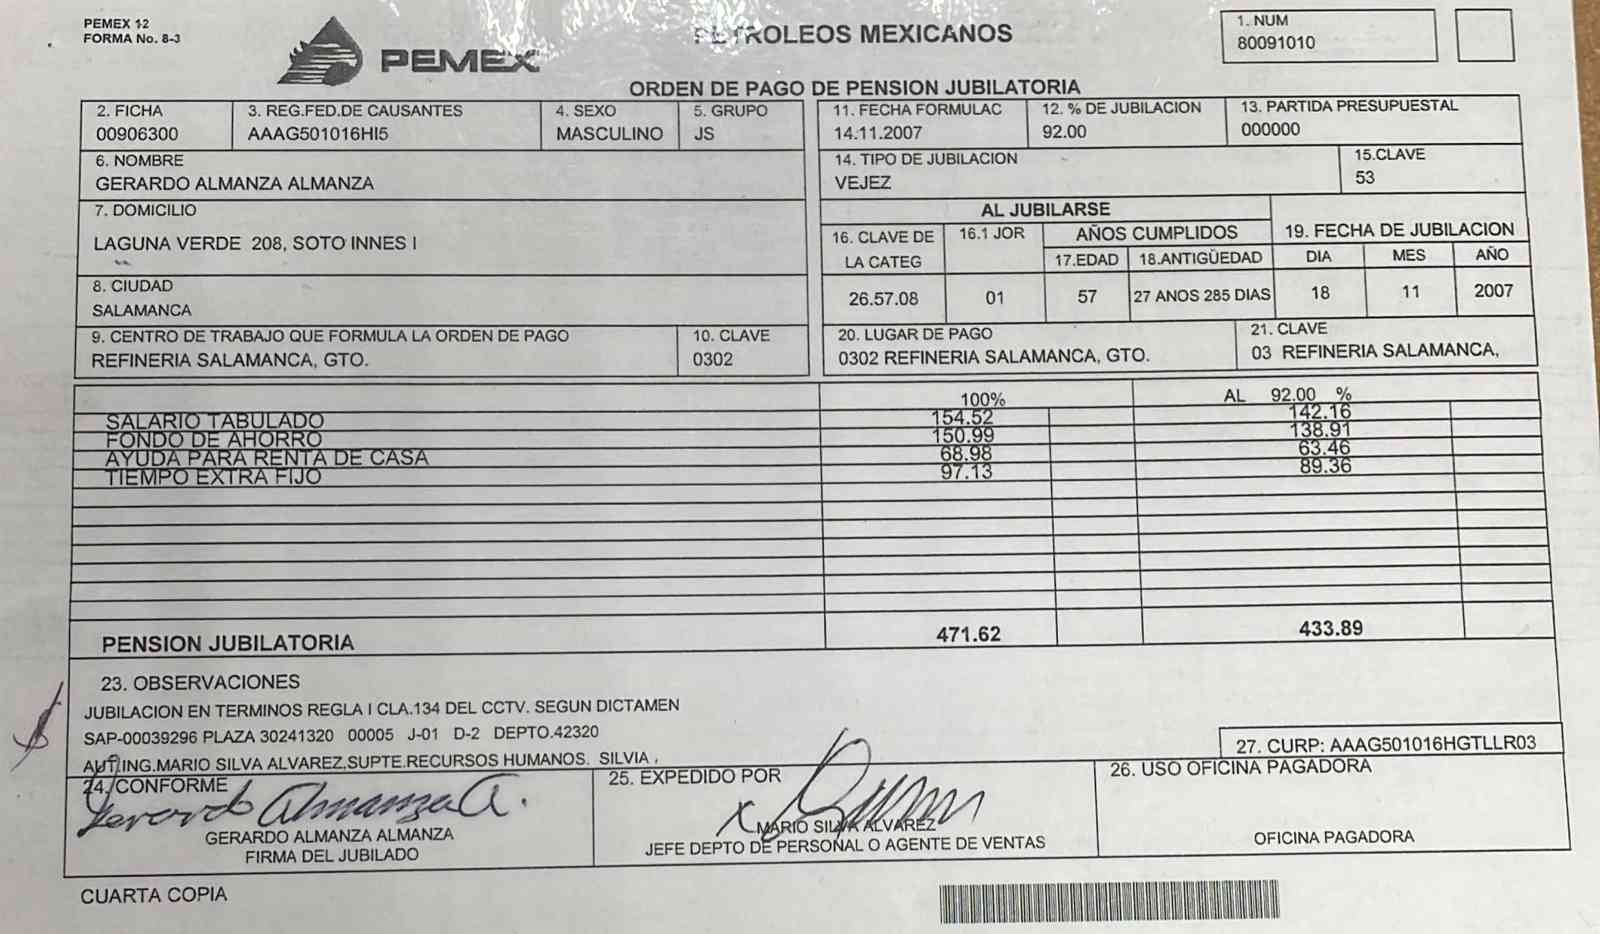 PEMEX 12
FORMA No. 8-3
PEMEX
PETROLEOS MEXICANOS
ORDEN DE PAGO DE PENSION JUBILATORIA
1. NUM
80091010
2. FICHA
00906300
3. REG.FED.DE CAUSANTES
AAAG501016HI5
4. SEXO
MASCULINO
5. GRUPO
JS
11. FECHA FORMULAC
14.11.2007
12. % DE JUBILACION
92.00
13. PARTIDA PRESUPUESTAL
000000
6. NOMBRE
GERARDO ALMANZA ALMANZA
14. TIPO DE JUBILACION
VEJEZ
15.CLAVE
53
7. DOMICILIO
LAGUNA VERDE 208, SOTO INNES I
AL JUBILARSE
16. CLAVE DE
LA CATEG
16.1 JOR
AÑOS CUMPLIDOS
17.EDAD
18.ANTIGÜEDAD
19. FECHA DE JUBILACION
DIA
MES
AÑO
26.57.08
01
57
27 ANOS 285 DIAS
18
11
2007
8. CIUDAD
SALAMANCA
9. CENTRO DE TRABAJO QUE FORMULA LA ORDEN DE PAGO
REFINERIA SALAMANCA, GTO.
10. CLAVE
0302
20. LUGAR DE PAGO
0302 REFINERIA SALAMANCA, GTO.
21. CLAVE
03 REFINERIA SALAMANCA,
100%
AL 92.00 %
SALARIO TABULADO 154.52 142.16
FONDO DE AHORRO 150.99 138.91
AYUDA PARA RENTA DE CASA 68.98 63.46
TIEMPO EXTRA FIJO 97.13 89.36
PENSION JUBILATORIA 471.62 433.89
23. OBSERVACIONES
JUBILACION EN TERMINOS REGLA I CLA.134 DEL CCTV. SEGUN DICTAMEN
SAP-00039296 PLAZA 30241320 00005 J-01 D-2 DEPTO.42320
AUT.ING.MARIO SILVA ALVAREZ,SUPTE.RECURSOS HUMANOS. SILVIA .
27. CURP: AAAG501016HGTLLR03
24. CONFORME
Gerardo Almanza A.
GERARDO ALMANZA ALMANZA
FIRMA DEL JUBILADO
25. EXPEDIDO POR
MARIO SILVA ALVAREZ
JEFE DEPTO DE PERSONAL O AGENTE DE VENTAS
26. USO OFICINA PAGADORA
OFICINA PAGADORA
CUARTA COPIA